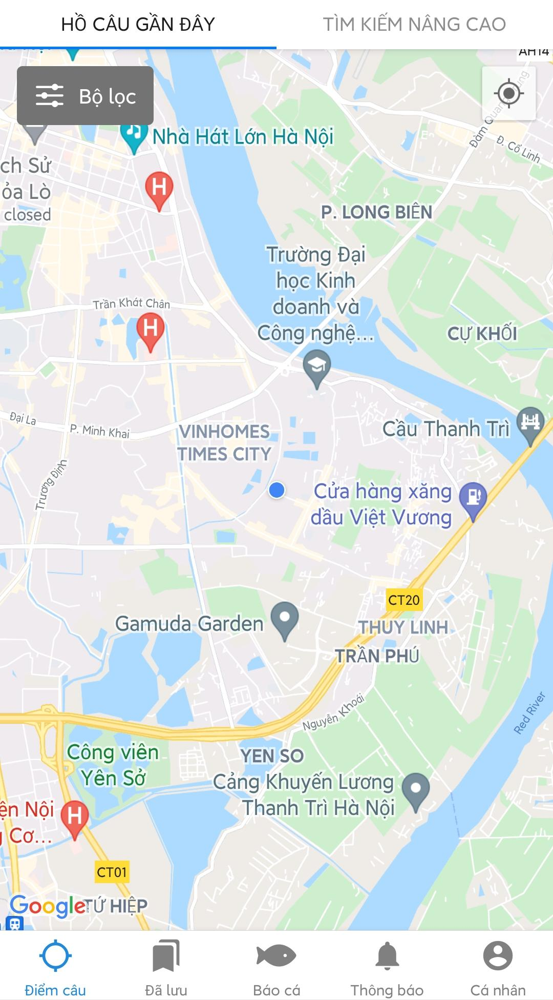 HỒ CÂU GẦN ĐÂY
TÌM KIẾM NÂNG CAO
AH14
Bộ lọc
Nhà Hát Lớn Hà Nội
Đ. Cổ Linh
ch Sử
ỏa Lò
closed
P. LONG BIÊN
Trường Đại
học Kinh
doanh và
Công nghệ...
Trần Khát Chân
H
H
CỰ KHỐI
Đại La
P. Minh Khai
VINHOMES
TIMES CITY
Cầu Thanh Trì
Trương Định
Cửa hàng xăng
dầu Việt Vương
CT20
Gamuda Garden
THUY LINH
TRẦN PHÚ
Nguyễn Khoái
Red River
Công viên
Yên Sở
YEN SO
Cảng Khuyến Lương
Thanh Trì Hà Nội
ện Nội
Cơ...
H
CT01
Google
TỨ HIỆP
Điểm câu
Đã lưu
Báo cá
Thông báo
Cá nhân